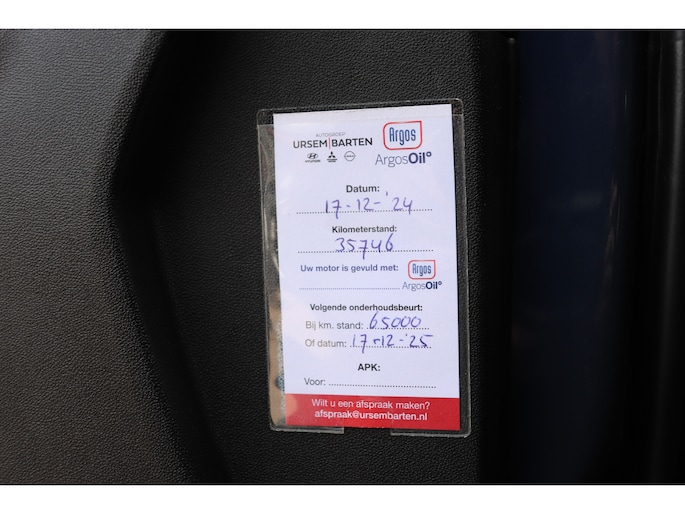 AUTOGROEP
URSEM|BARTEN
HYUNDAI
Argos
ArgosOil°
Datum:
17-12-'24
Kilometerstand:
35746
Uw motor is gevuld met:
Argos
ArgosOil°
Volgende onderhoudsbeurt:
Bij km. stand: 65000
Of datum: 17-12-'25
APK:
Voor:
Wilt u een afspraak maken?
afspraak@ursembarten.nl